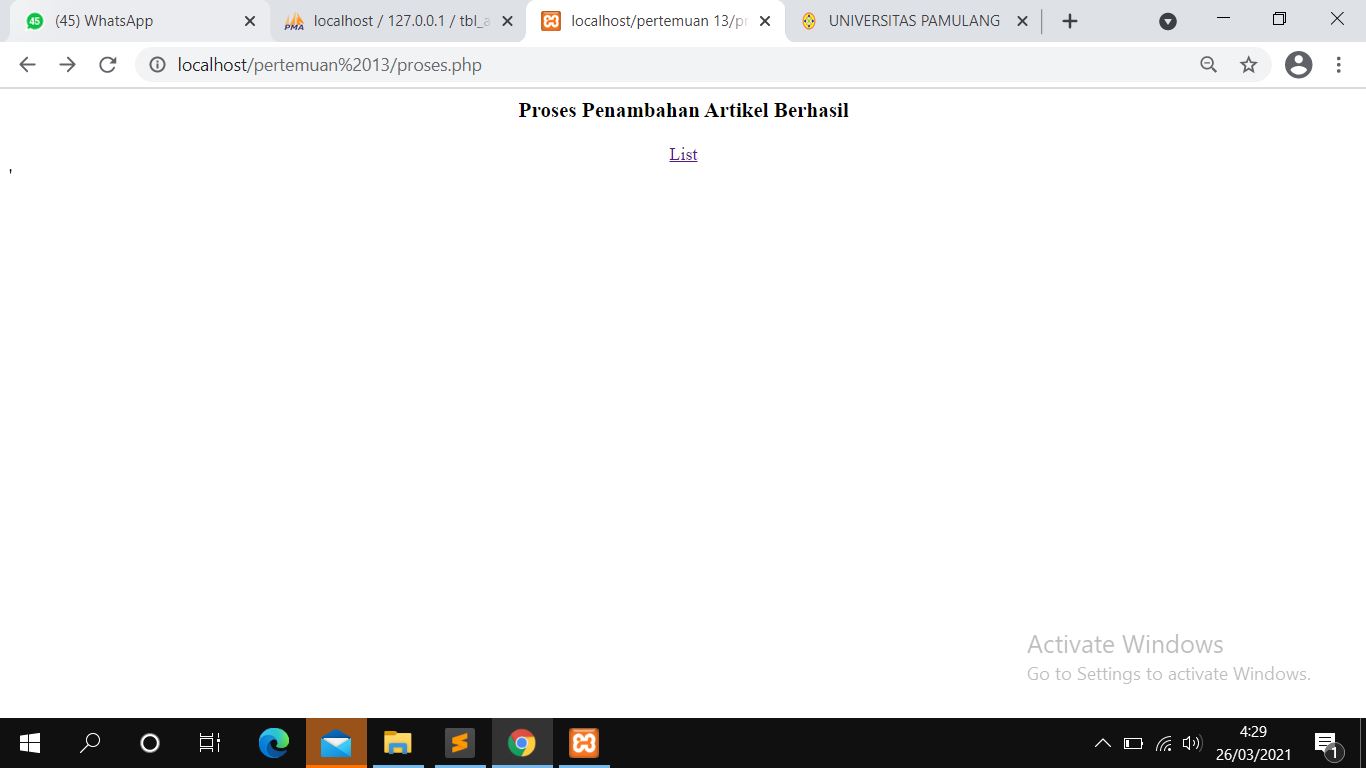 45
(45) WhatsApp
PMA
localhost / 127.0.0.1 / tbl_a
localhost/pertemuan 13/pr
UNIVERSITAS PAMULANG
localhost/pertemuan%2013/proses.php
Proses Penambahan Artikel Berhasil
List
'
Activate Windows
Go to Settings to activate Windows.
4:29
26/03/2021
1